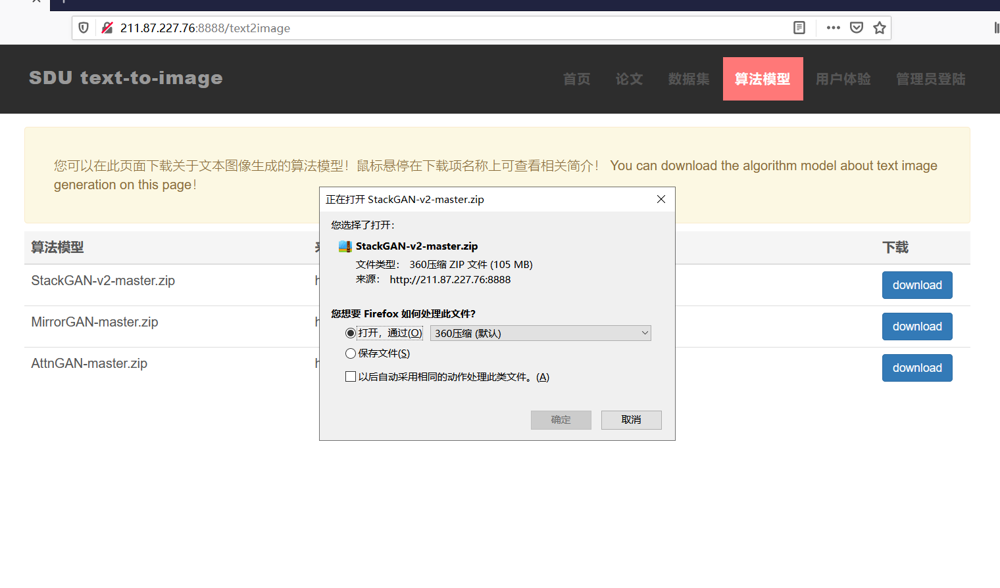 211.87.227.76:8888/text2image
SDU text-to-image
首页 论文 数据集 算法模型 用户体验 管理员登陆
您可以在此页面下载关于文本图像生成的算法模型！鼠标悬停在下载项名称上可查看相关简介！ You can download the algorithm model about text image
generation on this page！
正在打开 StackGAN-v2-master.zip
您选择了打开：
StackGAN-v2-master.zip
文件类型： 360压缩 ZIP 文件 (105 MB)
来源： http://211.87.227.76:8888
您想要 Firefox 如何处理此文件？
打开，通过(O) 360压缩 (默认)
保存文件(S)
以后自动采用相同的动作处理此类文件。(A)
确定 取消
算法模型 下载
StackGAN-v2-master.zip download
MirrorGAN-master.zip download
AttnGAN-master.zip download